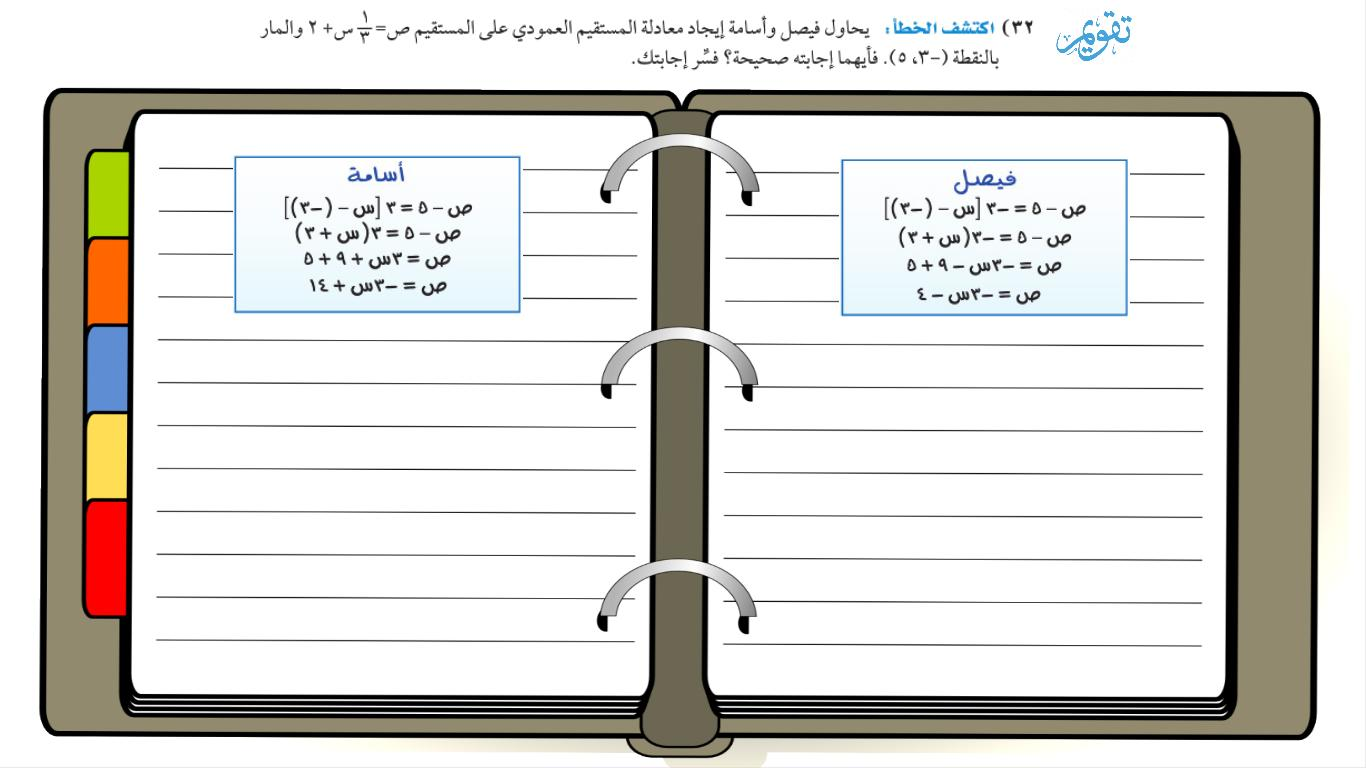 تقويم
٣٢) اكتشف الخطأ: يحاول فيصل وأسامة إيجاد معادلة المستقيم العمودي على المستقيم ص= ١/٣ س+ ٢ والمار
بالنقطة (–٣، ٥). فأيهما إجابته صحيحة؟ فسِّر إجابتك.
فيصل
ص – ٥ = –٣ [س – (–٣)]
ص – ٥ = –٣(س + ٣)
ص = –٣س – ٩ + ٥
ص = –٣س – ٤
أسامة
ص – ٥ = ٣ [س – (–٣)]
ص – ٥ = ٣(س + ٣)
ص = ٣س + ٩ + ٥
ص = –٣س + ١٤